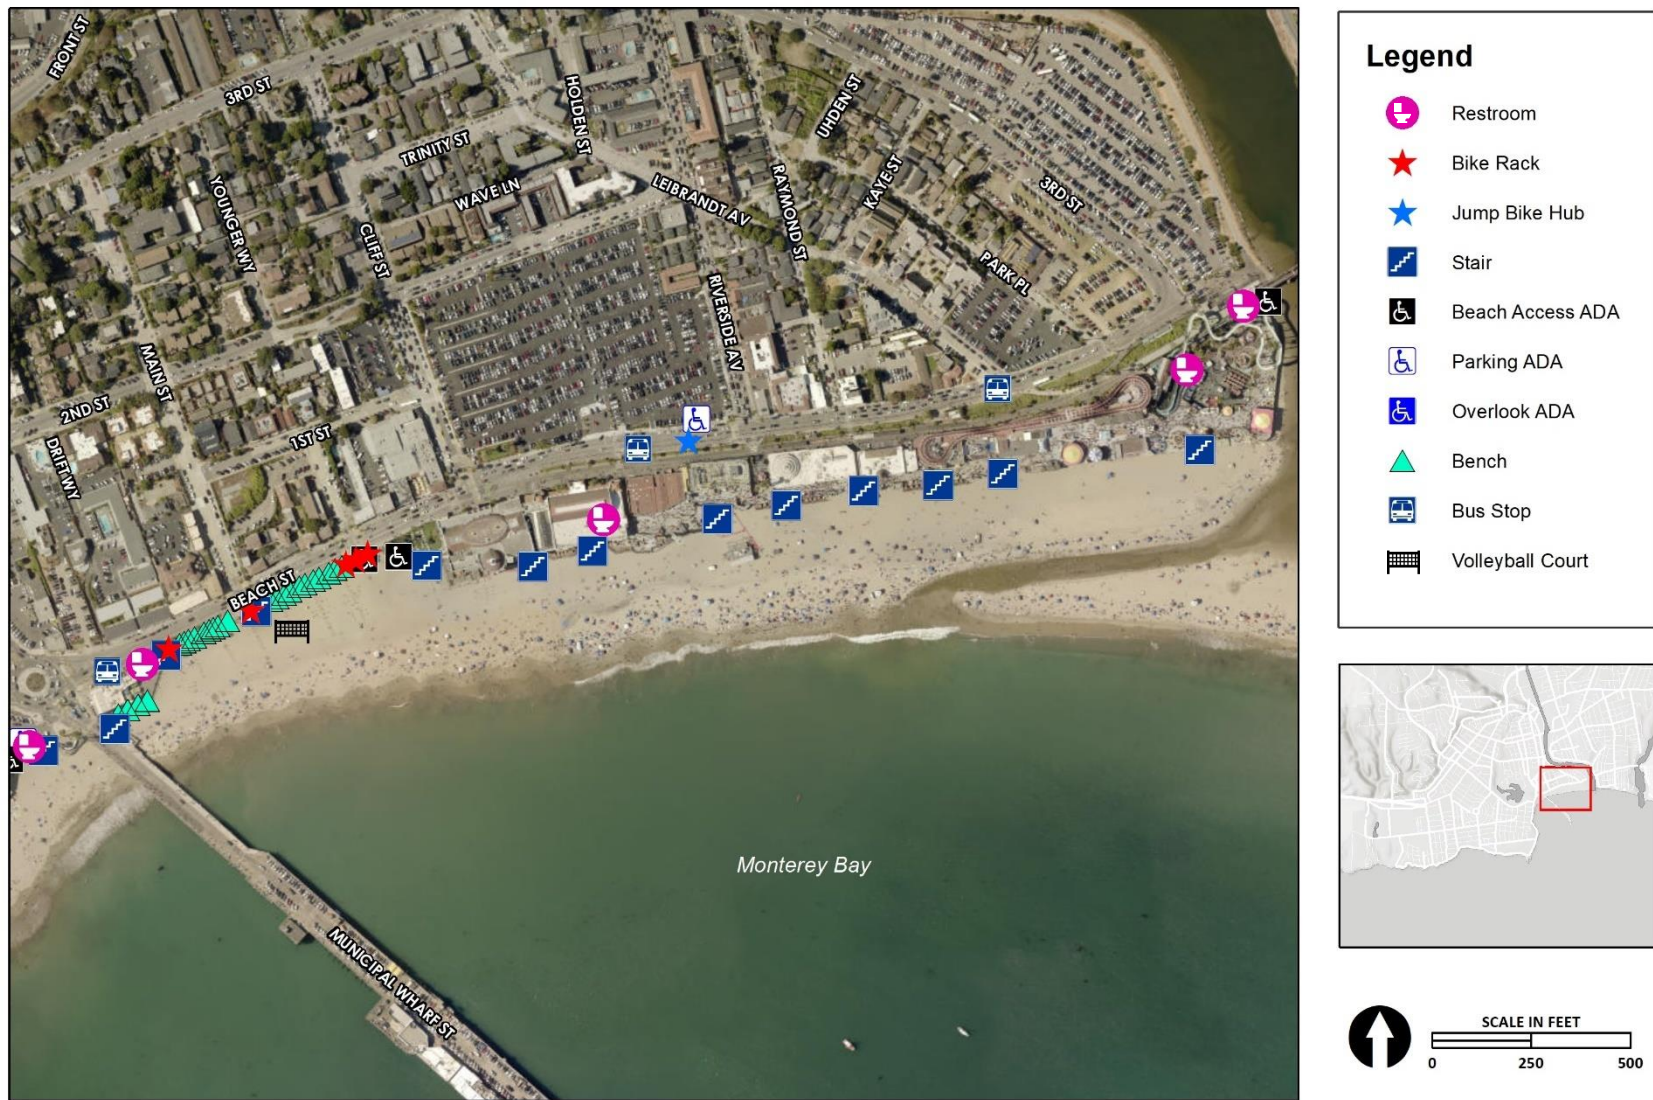 FRONT ST
3RD ST
HOLDEN ST
TRINITY ST
UHDEN ST
YOUNGER WY
WAVE LN
LEIBRANDT AV
RAYMOND ST
KAYE ST
3RD ST
CLIFF ST
PARK PL
RIVERSIDE AV
MAIN ST
2ND ST
1ST ST
DRIFTWY
BEACH ST
Monterey Bay
MUNICIPAL WHARF ST
Legend
Restroom
Bike Rack
Jump Bike Hub
Stair
Beach Access ADA
Parking ADA
Overlook ADA
Bench
Bus Stop
Volleyball Court
SCALE IN FEET
0 250 500